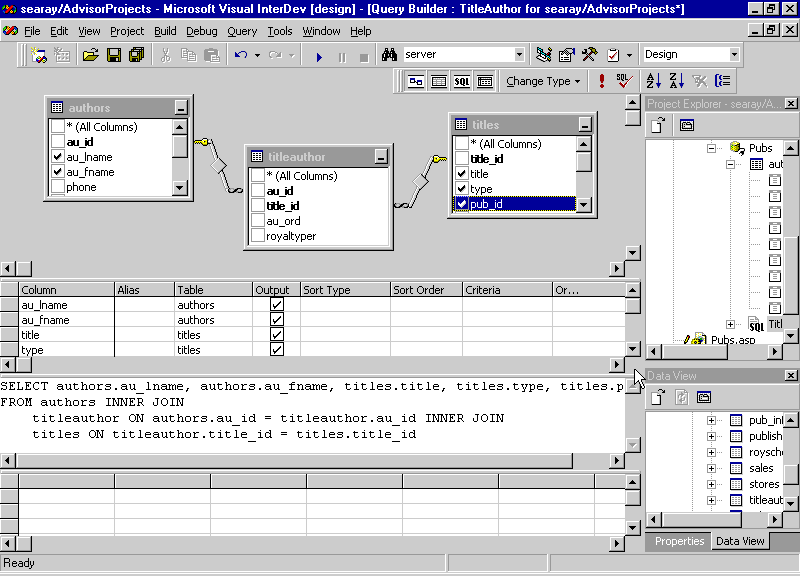 searay/AdvisorProjects - Microsoft Visual InterDev [design] - [Query Builder : TitleAuthor for searay/AdvisorProjects*]
File Edit View Project Build Debug Query Tools Window Help
server Design
SQL Change Type ! SQL
authors
* (All Columns)
au_id
au_lname
au_fname
phone
titleauthor
* (All Columns)
au_id
title_id
au_ord
royaltyper
titles
* (All Columns)
title_id
title
type
pub_id
Project Explorer - searay/A...
Pubs
aut
SQL Titl
Pubs.asp
Column Alias Table Output Sort Type Sort Order Criteria Or...
au_lname authors
au_fname authors
title titles
type titles
SELECT authors.au_lname, authors.au_fname, titles.title, titles.type, titles.p
FROM authors INNER JOIN
titleauthor ON authors.au_id = titleauthor.au_id INNER JOIN
titles ON titleauthor.title_id = titles.title_id
Data View
pub_in
publish
roysche
sales
stores
titleaut
Properties Data View
Ready